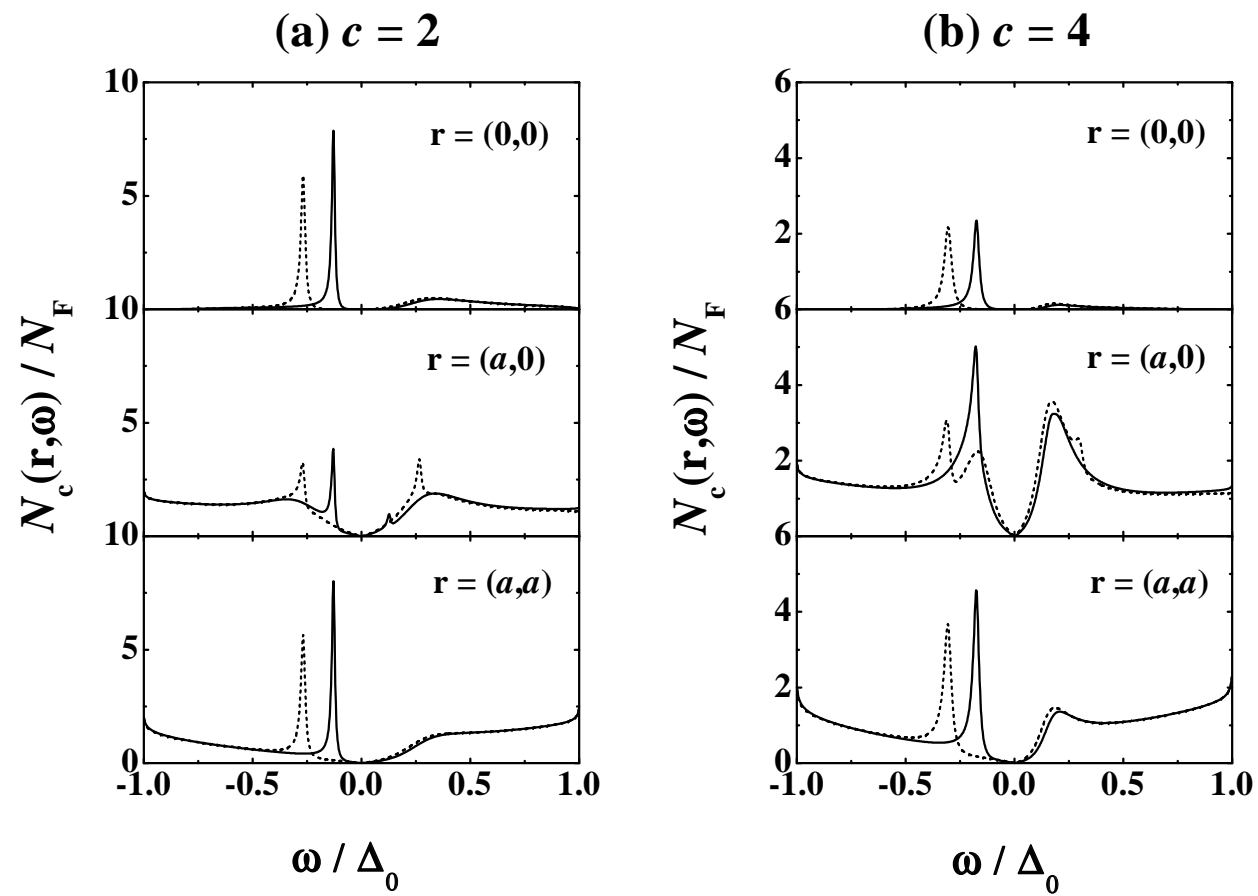 (a) c = 2
10
r = (0,0)
5
10
r = (a,0)
5
10
r = (a,a)
5
0
-1.0 -0.5 0.0 0.5 1.0
N_c(r,ω) / N_F
ω / Δ_0
(b) c = 4
6
r = (0,0)
4
2
6
r = (a,0)
4
2
6
r = (a,a)
4
2
0
-1.0 -0.5 0.0 0.5 1.0
N_c(r,ω) / N_F
ω / Δ_0